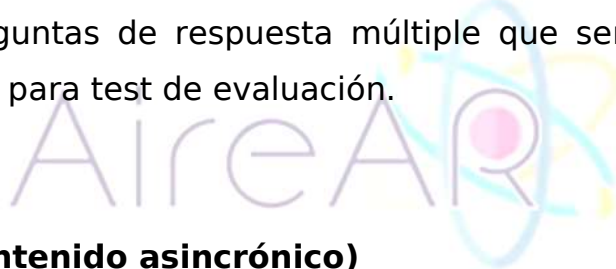 guntas de respuesta múltiple que ser
para test de evaluación.
AireAR
ntenido asincrónico)